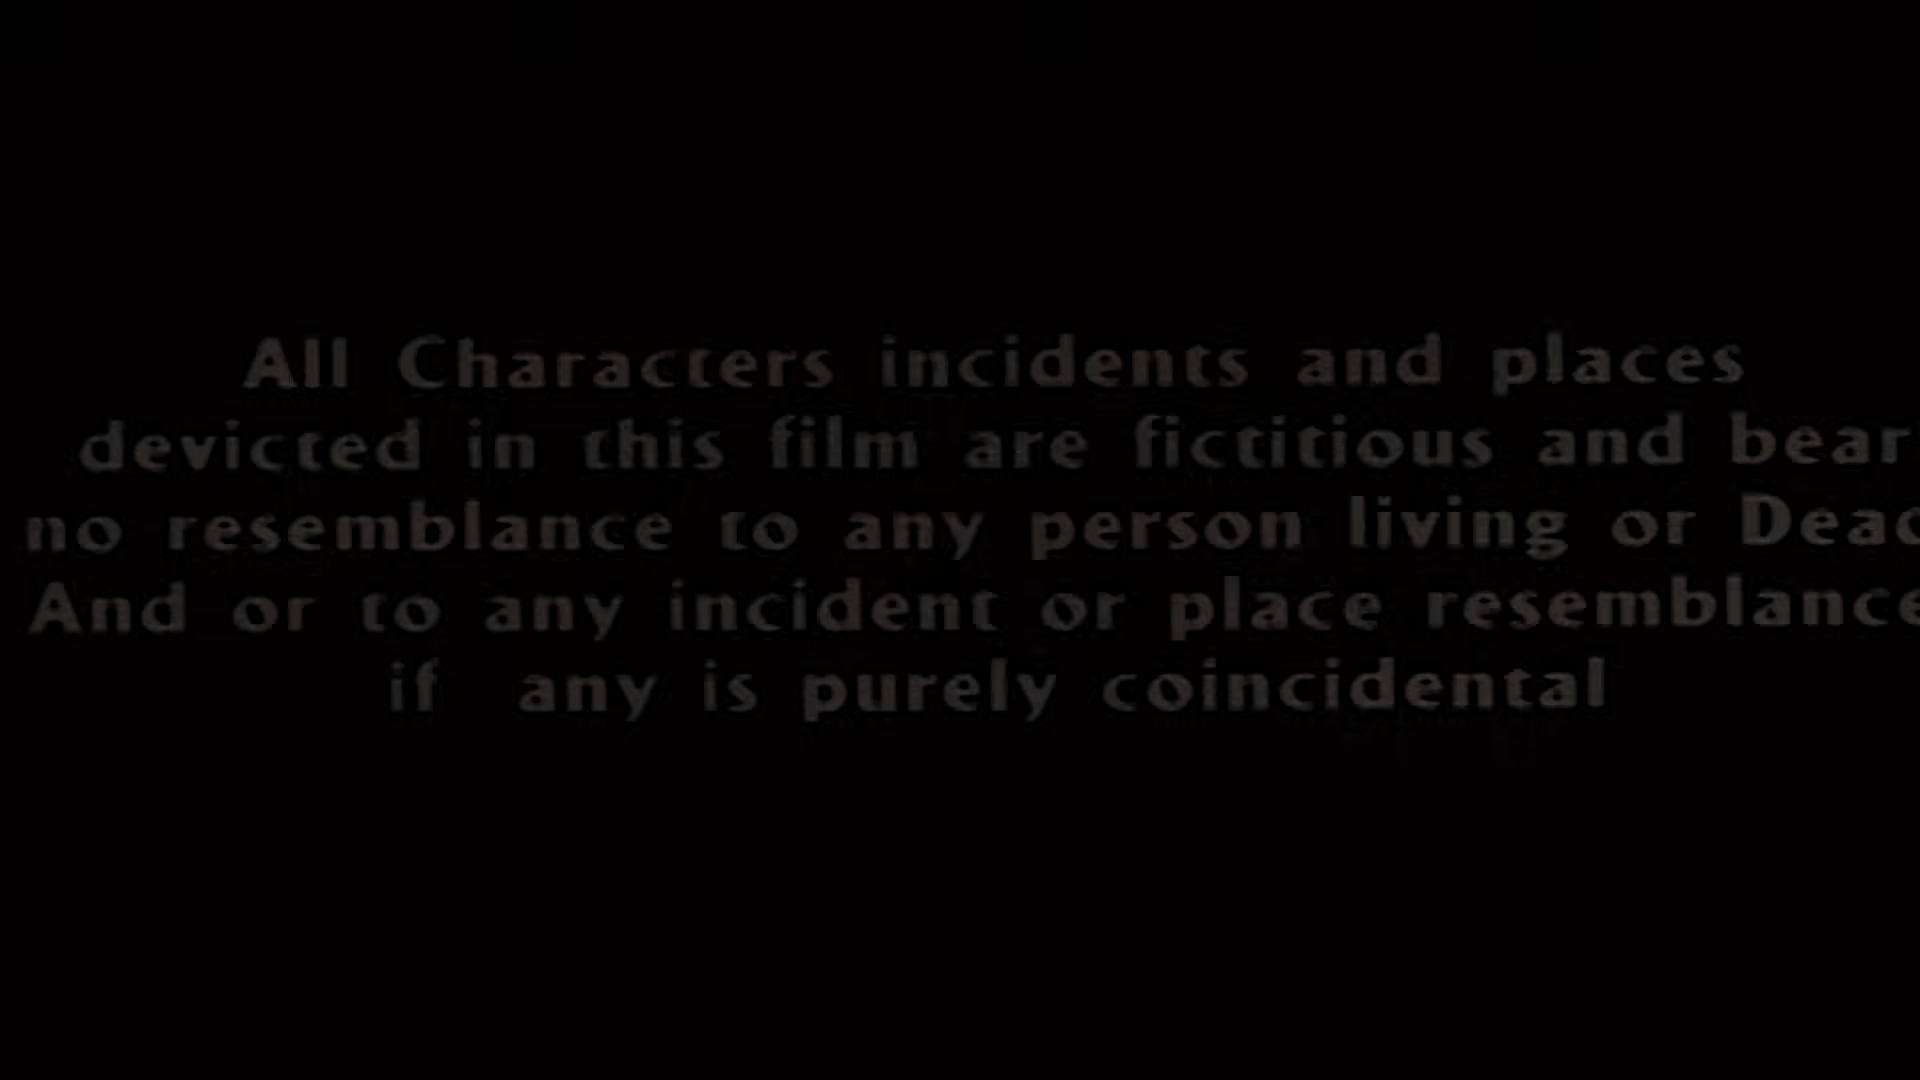 All Characters incidents and places
devicted in this film are fictitious and bear
no resemblance to any person living or Dead
And or to any incident or place resemblance
if any is purely coincidental